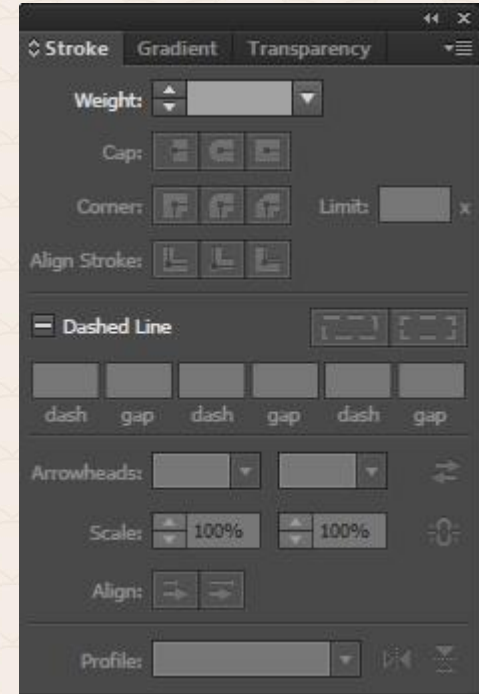 Stroke Gradient Transparency
Weight:
Cap:
Corner: Limit: x
Align Stroke:
Dashed Line
dash gap dash gap dash gap
Arrowheads:
Scale: 100% 100%
Align:
Profile: